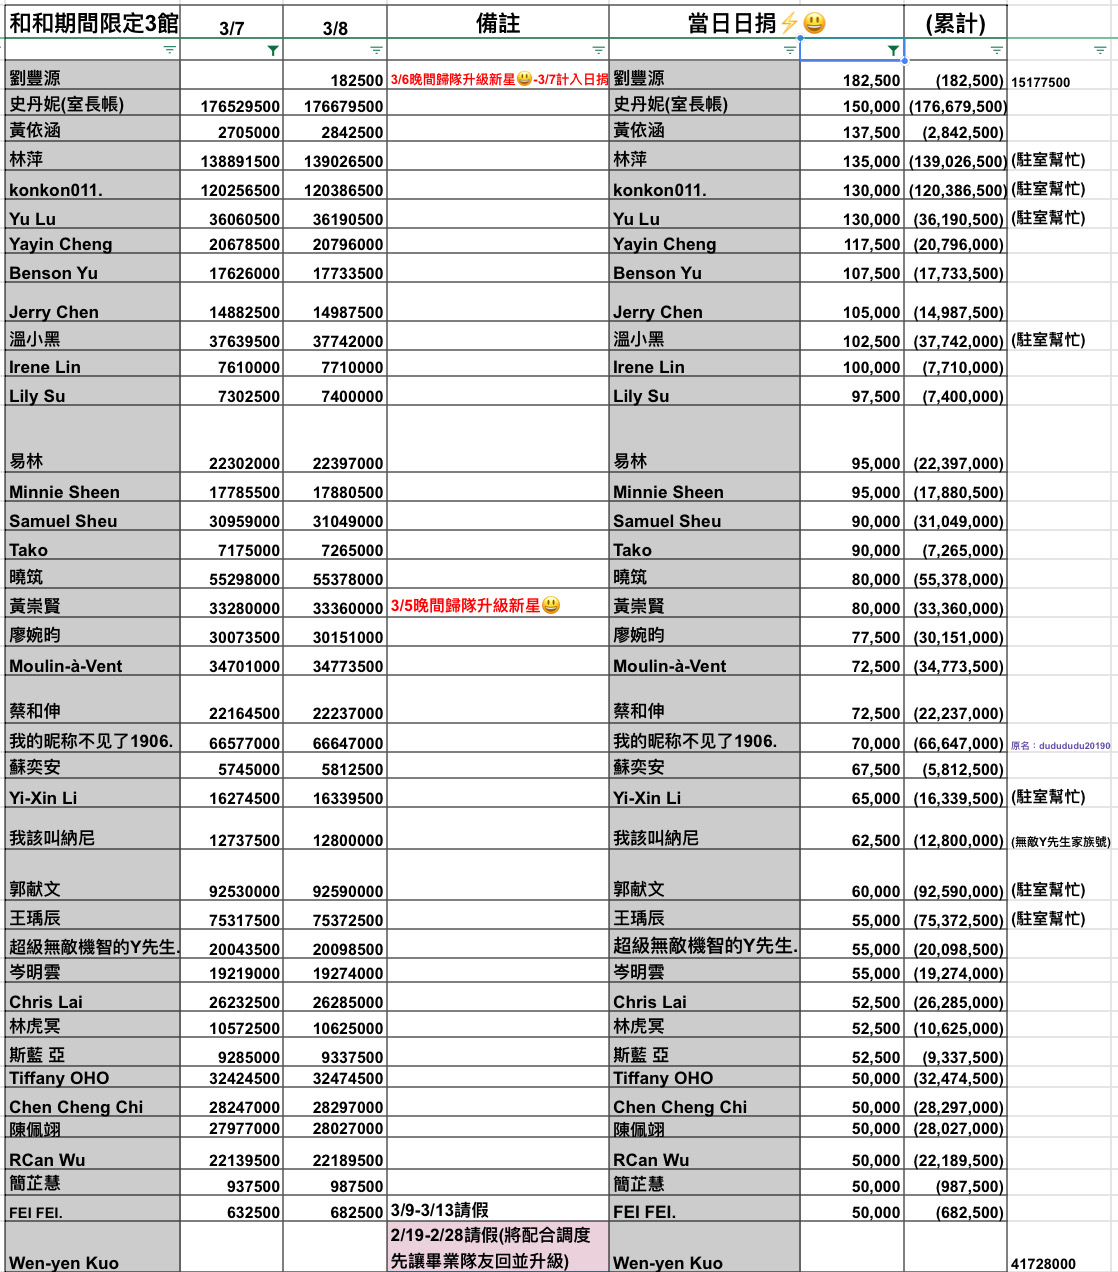 和和期間限定3館 3/7 3/8 備註 當日日捐⚡😃 (累計)
劉豐源 182500 3/6晚間歸隊升級新星😃-3/7計入日捐 劉豐源 182,500 (182,500) 15177500
史丹妮(室長帳) 176529500 176679500 史丹妮(室長帳) 150,000 (176,679,500)
黃依涵 2705000 2842500 黃依涵 137,500 (2,842,500)
林萍 138891500 139026500 林萍 135,000 (139,026,500) (駐室幫忙)
konkon011. 120256500 120386500 konkon011. 130,000 (120,386,500) (駐室幫忙)
Yu Lu 36060500 36190500 Yu Lu 130,000 (36,190,500) (駐室幫忙)
Yayin Cheng 20678500 20796000 Yayin Cheng 117,500 (20,796,000)
Benson Yu 17626000 17733500 Benson Yu 107,500 (17,733,500)
Jerry Chen 14882500 14987500 Jerry Chen 105,000 (14,987,500)
溫小黑 37639500 37742000 溫小黑 102,500 (37,742,000) (駐室幫忙)
Irene Lin 7610000 7710000 Irene Lin 100,000 (7,710,000)
Lily Su 7302500 7400000 Lily Su 97,500 (7,400,000)
易林 22302000 22397000 易林 95,000 (22,397,000)
Minnie Sheen 17785500 17880500 Minnie Sheen 95,000 (17,880,500)
Samuel Sheu 30959000 31049000 Samuel Sheu 90,000 (31,049,000)
Tako 7175000 7265000 Tako 90,000 (7,265,000)
曉筑 55298000 55378000 曉筑 80,000 (55,378,000)
黃崇賢 33280000 33360000 3/5晚間歸隊升級新星😃 黃崇賢 80,000 (33,360,000)
廖婉昀 30073500 30151000 廖婉昀 77,500 (30,151,000)
Moulin-à-Vent 34701000 34773500 Moulin-à-Vent 72,500 (34,773,500)
蔡和伸 22164500 22237000 蔡和伸 72,500 (22,237,000)
我的昵称不见了1906. 66577000 66647000 我的昵称不见了1906. 70,000 (66,647,000) 原名：dudududu20190
蘇奕安 5745000 5812500 蘇奕安 67,500 (5,812,500)
Yi-Xin Li 16274500 16339500 Yi-Xin Li 65,000 (16,339,500) (駐室幫忙)
我該叫納尼 12737500 12800000 我該叫納尼 62,500 (12,800,000) (無敵Y先生家族號)
郭献文 92530000 92590000 郭献文 60,000 (92,590,000) (駐室幫忙)
王瑀辰 75317500 75372500 王瑀辰 55,000 (75,372,500) (駐室幫忙)
超級無敵機智的Y先生. 20043500 20098500 超級無敵機智的Y先生. 55,000 (20,098,500)
岑明雲 19219000 19274000 岑明雲 55,000 (19,274,000)
Chris Lai 26232500 26285000 Chris Lai 52,500 (26,285,000)
林虎冥 10572500 10625000 林虎冥 52,500 (10,625,000)
斯藍 亞 9285000 9337500 斯藍 亞 52,500 (9,337,500)
Tiffany OHO 32424500 32474500 Tiffany OHO 50,000 (32,474,500)
Chen Cheng Chi 28247000 28297000 Chen Cheng Chi 50,000 (28,297,000)
陳佩翊 27977000 28027000 陳佩翊 50,000 (28,027,000)
RCan Wu 22139500 22189500 RCan Wu 50,000 (22,189,500)
簡芷慧 937500 987500 簡芷慧 50,000 (987,500)
FEI FEI. 632500 682500 3/9-3/13請假 FEI FEI. 50,000 (682,500)
2/19-2/28請假(將配合調度
先讓畢業隊友回並升級)
Wen-yen Kuo Wen-yen Kuo 41728000